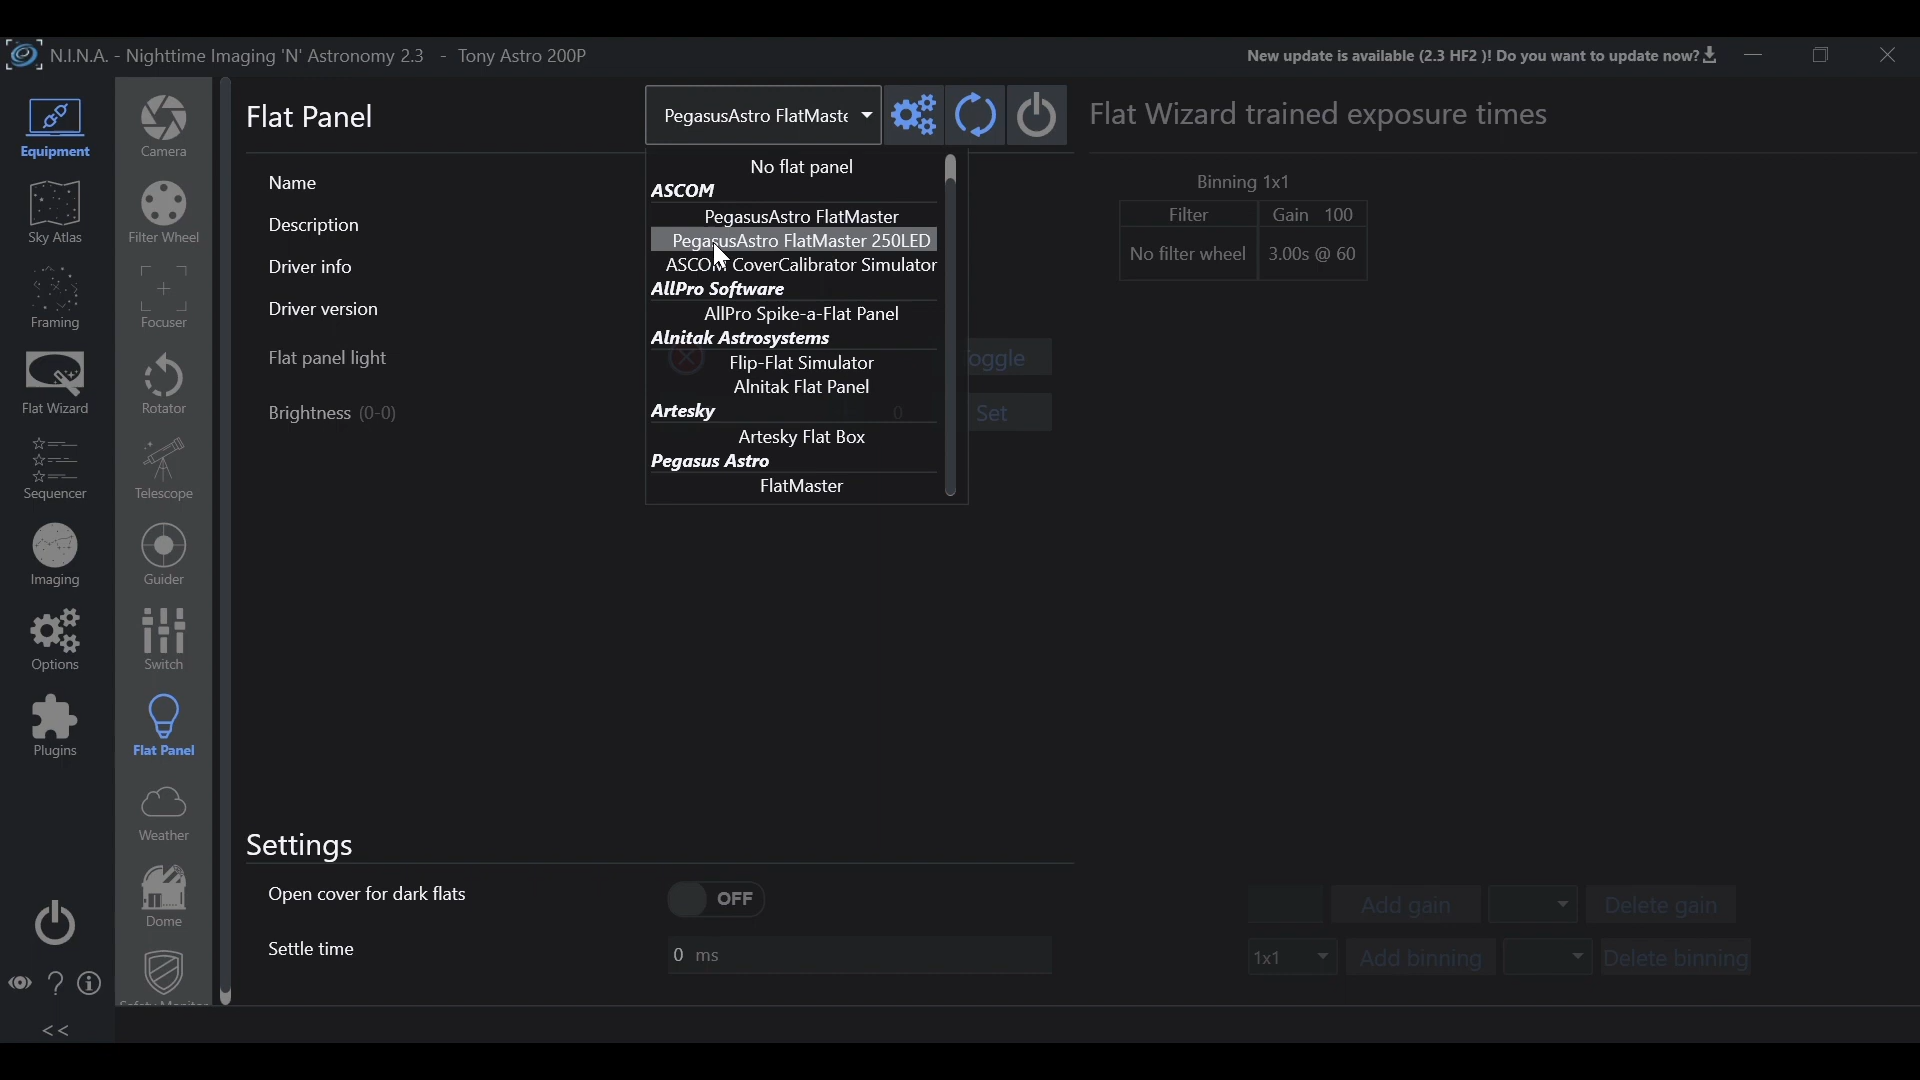 N.I.N.A. - Nighttime Imaging 'N' Astronomy 2.3 - Tony Astro 200P
New update is available (2.3 HF2 )! Do you want to update now?
Equipment
Sky Atlas
Framing
Flat Wizard
Sequencer
Imaging
Options
Plugins
<<
Camera
Filter Wheel
Focuser
Rotator
Telescope
Guider
Switch
Flat Panel
Weather
Dome
Safety Monitor
Flat Panel
PegasusAstro FlatMaste
Name
Description
Driver info
Driver version
Flat panel light
Brightness (0-0)
No flat panel
ASCOM
PegasusAstro FlatMaster
PegasusAstro FlatMaster 250LED
ASCOM CoverCalibrator Simulator
AllPro Software
AllPro Spike-a-Flat Panel
Alnitak Astrosystems
Flip-Flat Simulator
Alnitak Flat Panel
Artesky
Artesky Flat Box
Pegasus Astro
FlatMaster
oggle
0
Set
Settings
Open cover for dark flats
OFF
Settle time
0 ms
Flat Wizard trained exposure times
Binning 1x1
Filter Gain 100
No filter wheel 3.00s @ 60
Add gain
Delete gain
1x1
Add binning
Delete binning